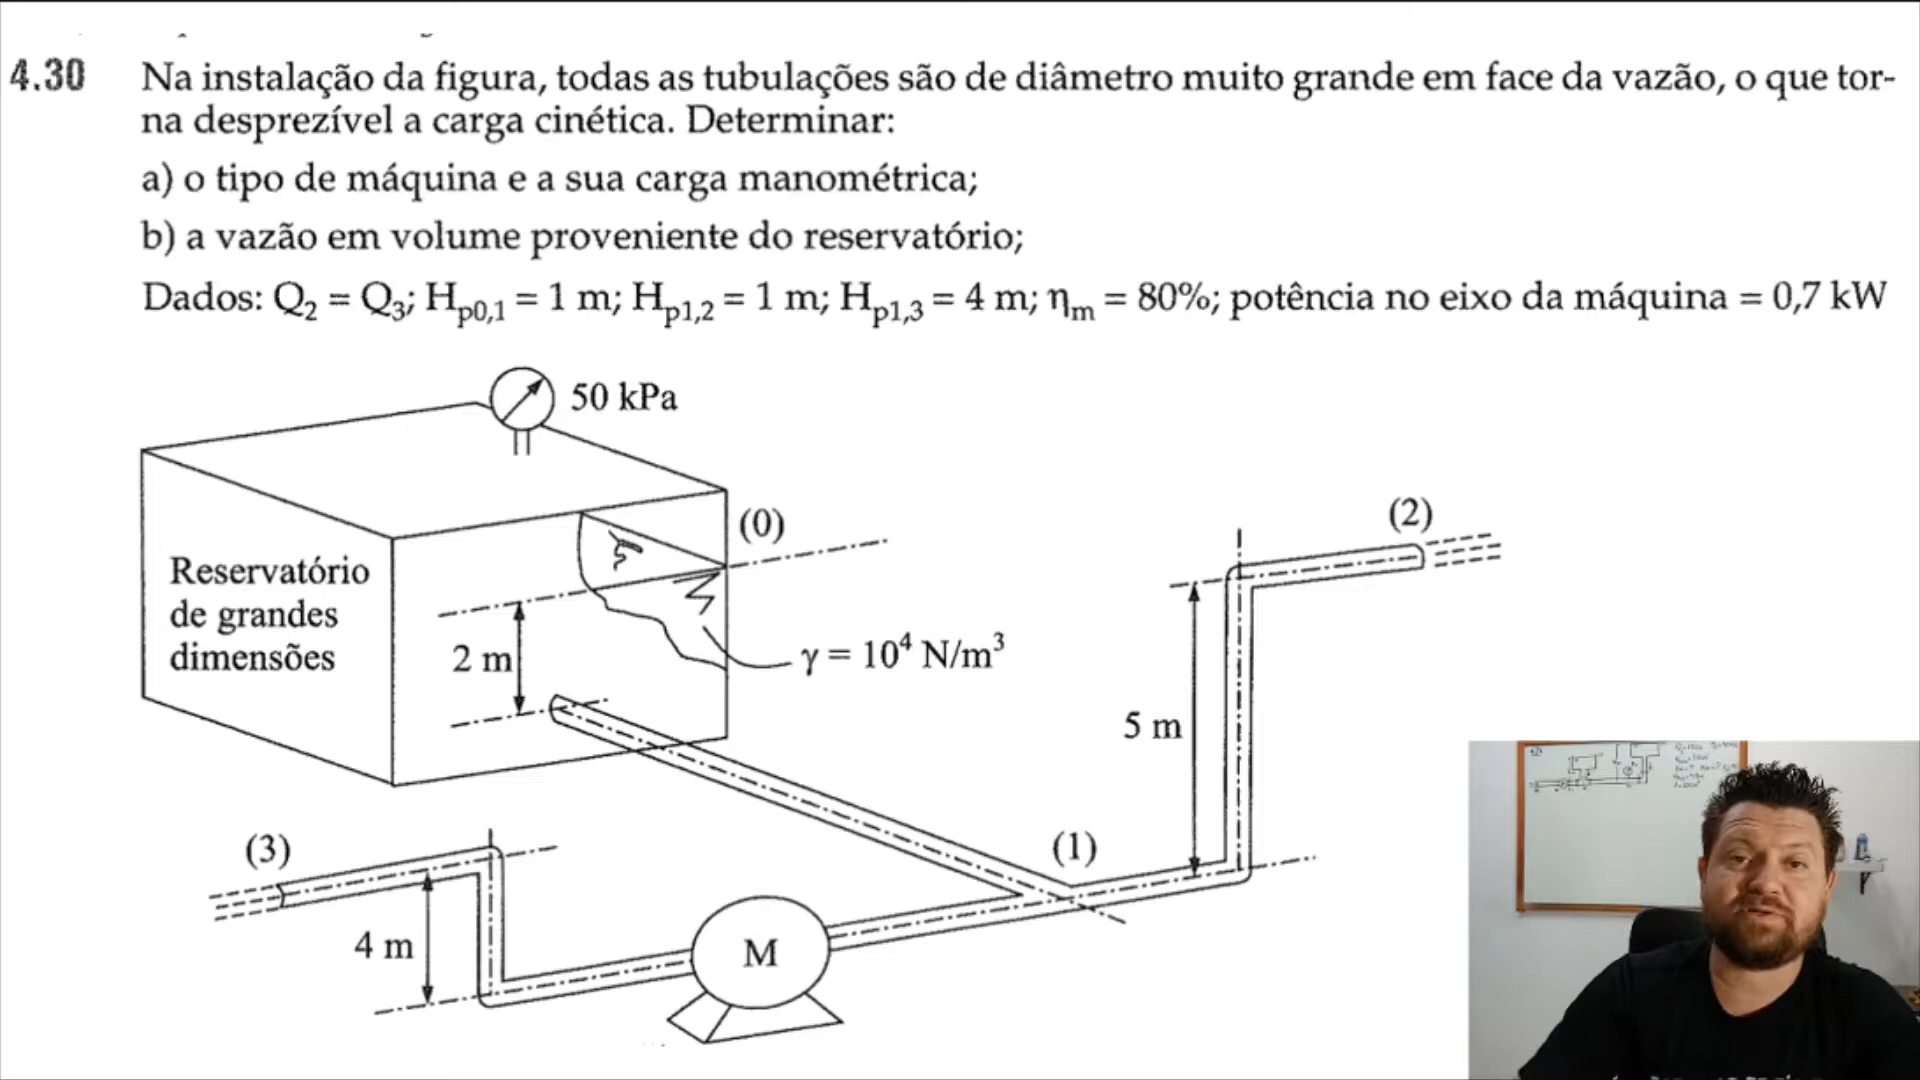 4.30 Na instalação da figura, todas as tubulações são de diâmetro muito grande em face da vazão, o que tor-
na desprezível a carga cinética. Determinar:
a) o tipo de máquina e a sua carga manométrica;
b) a vazão em volume proveniente do reservatório;
Dados: Q₂ = Q₃; Hp0,1 = 1 m; Hp1,2 = 1 m; Hp1,3 = 4 m; ηm = 80%; potência no eixo da máquina = 0,7 kW
50 kPa
(0)
(2)
Reservatório
de grandes
dimensões
2 m
γ = 10⁴ N/m³
5 m
(3)
(1)
4 m
M